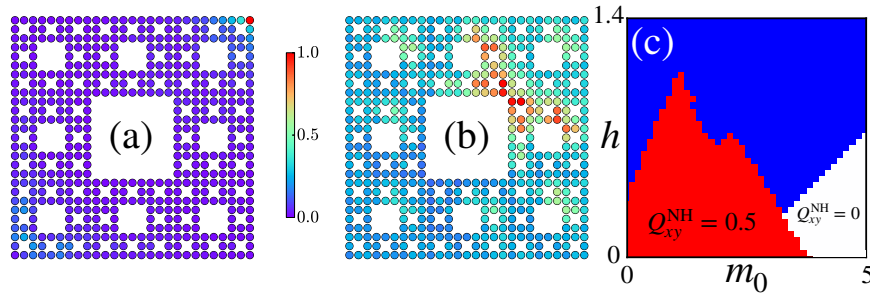 (a)
1.0
0.5
0.0
(b)
(c)
1.4
h
0
Q_{xy}^{NH} = 0.5
Q_{xy}^{NH} = 0
0
m_0
5